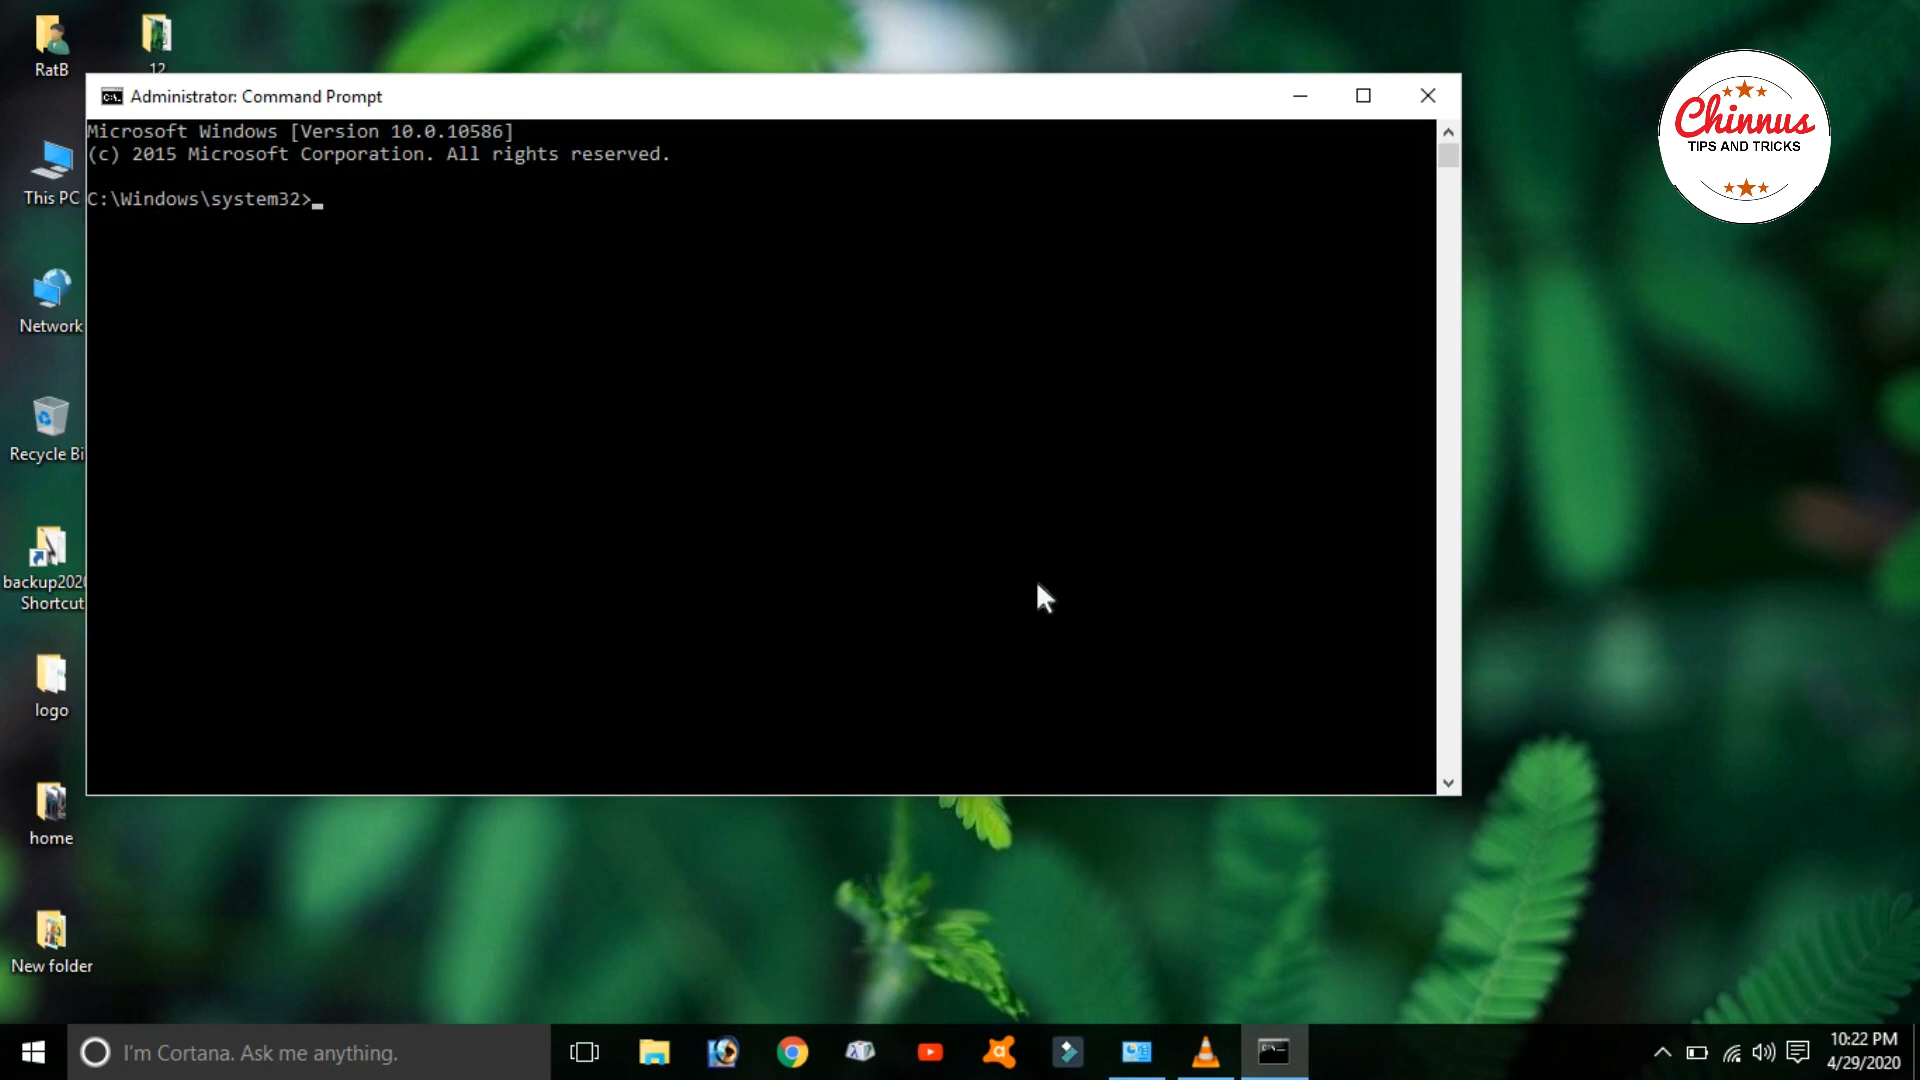 RatB
12
Administrator: Command Prompt
Microsoft Windows [Version 10.0.10586]
(c) 2015 Microsoft Corporation. All rights reserved.
C:\Windows\system32>
This PC
Network
Recycle Bi
backup202
Shortcut
logo
home
New folder
Chinnus
TIPS AND TRICKS
I'm Cortana. Ask me anything.
10:22 PM
4/29/2020